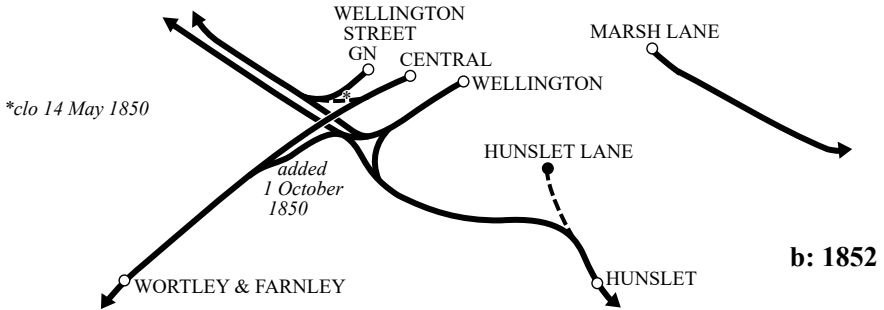 WELLINGTON
STREET
GN
CENTRAL
MARSH LANE
WELLINGTON
*
*clo 14 May 1850
HUNSLET LANE
added
1 October
1850
b: 1852
WORTLEY & FARNLEY
HUNSLET